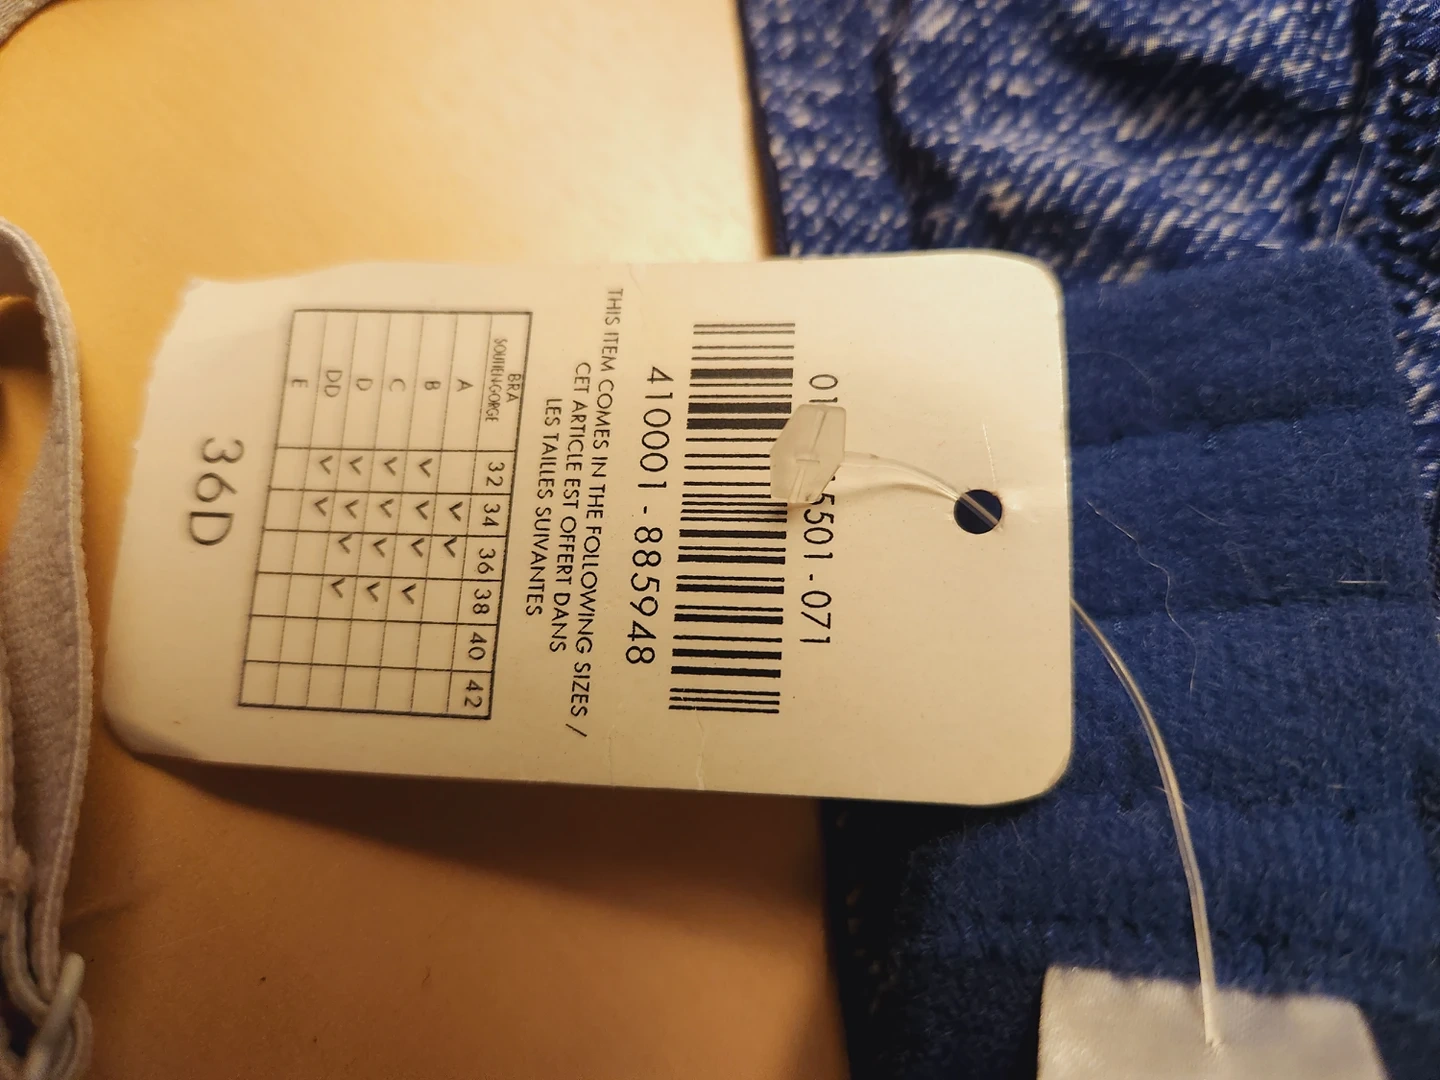 01 5501 - 071
410001 - 885948
THIS ITEM COMES IN THE FOLLOWING SIZES /
CET ARTICLE EST OFFERT DANS
LES TAILLES SUIVANTES
BRA
SOUTIEN-GORGE 32 34 36 38 40 42
A ✓ ✓
B ✓ ✓ ✓ ✓
C ✓ ✓ ✓ ✓
D ✓ ✓ ✓ ✓
DD ✓ ✓
E
36D